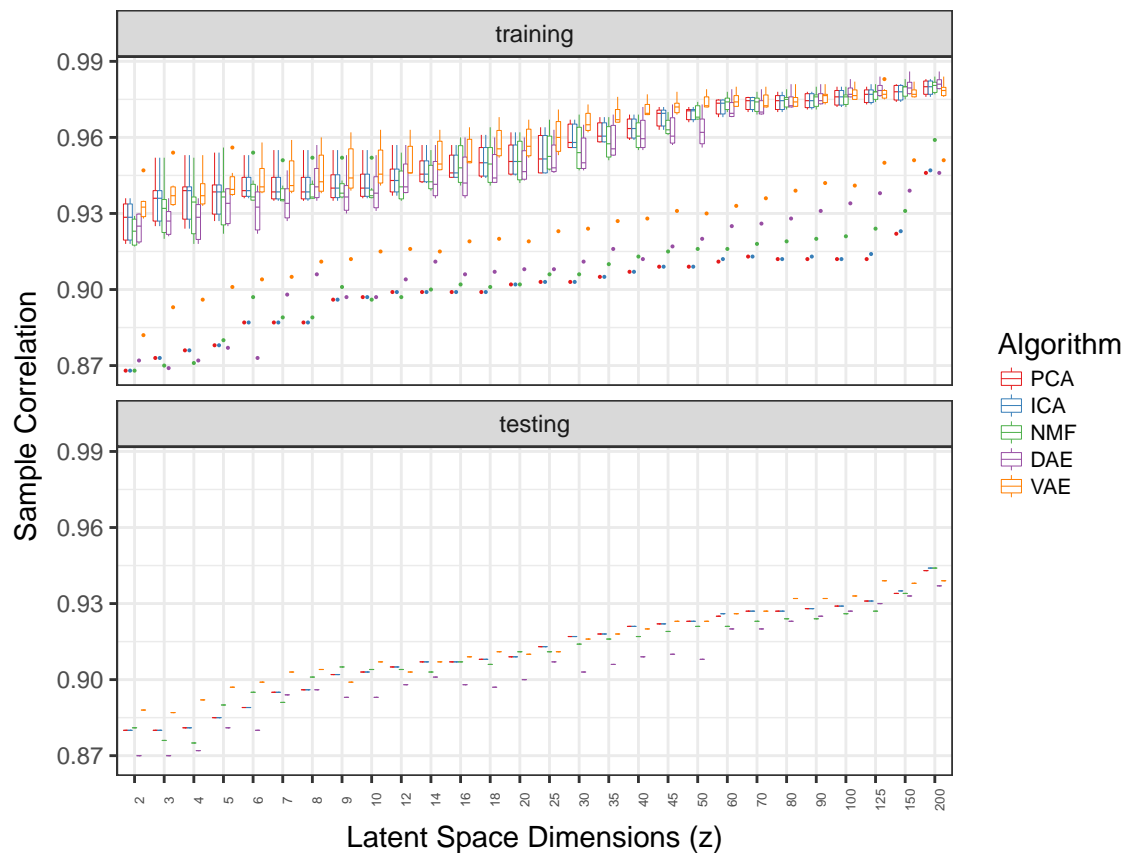 training
0.99
0.96
0.93
0.90
0.87
testing
0.99
0.96
0.93
0.90
0.87
Sample Correlation
2 3 4 5 6 7 8 9 10 12 14 16 18 20 25 30 35 40 45 50 60 70 80 90 100 125 150 200
Latent Space Dimensions (z)
Algorithm
PCA
ICA
NMF
DAE
VAE